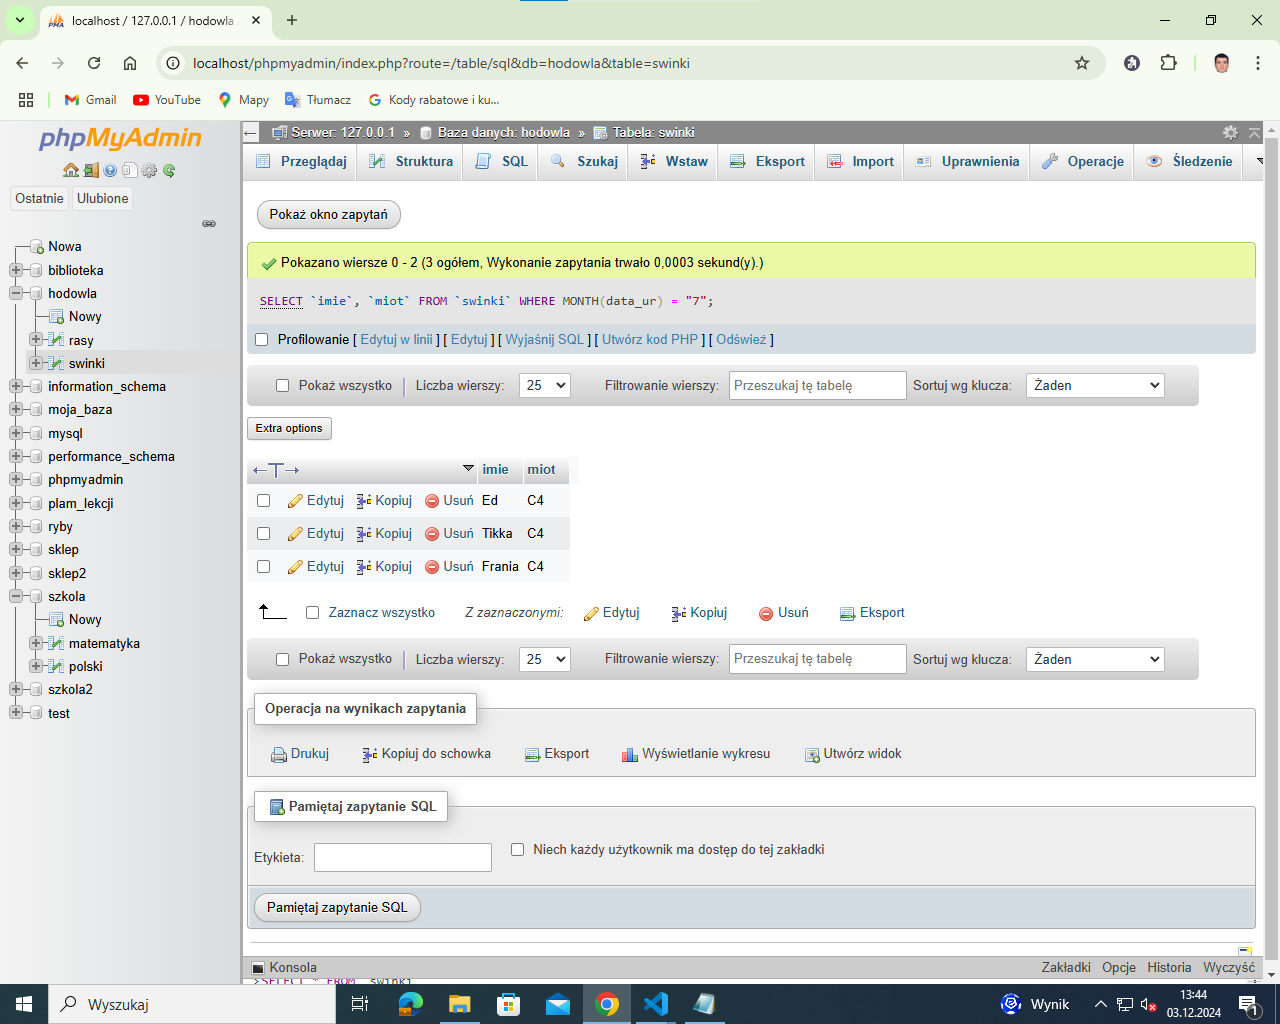 localhost / 127.0.0.1 / hodowla
localhost/phpmyadmin/index.php?route=/table/sql&db=hodowla&table=swinki
Gmail YouTube Mapy Tłumacz Kody rabatowe i ku...
phpMyAdmin
Ostatnie Ulubione
Nowa
biblioteka
hodowla
Nowy
rasy
swinki
information_schema
moja_baza
mysql
performance_schema
phpmyadmin
plam_lekcji
ryby
sklep
sklep2
szkola
Nowy
matematyka
polski
szkola2
test
Serwer: 127.0.0.1 » Baza danych: hodowla » Tabela: swinki
Przeglądaj Struktura SQL Szukaj Wstaw Eksport Import Uprawnienia Operacje Śledzenie
Pokaż okno zapytań
Pokazano wiersze 0 - 2 (3 ogółem, Wykonanie zapytania trwało 0,0003 sekund(y).)
SELECT `imie`, `miot` FROM `swinki` WHERE MONTH(data_ur) = "7";
Profilowanie [ Edytuj w linii ] [ Edytuj ] [ Wyjaśnij SQL ] [ Utwórz kod PHP ] [ Odśwież ]
Pokaż wszystko Liczba wierszy: 25 Filtrowanie wierszy: Przeszukaj tę tabelę Sortuj wg klucza: Żaden
Extra options
←T→ imie miot
Edytuj Kopiuj Usuń Ed C4
Edytuj Kopiuj Usuń Tikka C4
Edytuj Kopiuj Usuń Frania C4
Zaznacz wszystko Z zaznaczonymi: Edytuj Kopiuj Usuń Eksport
Pokaż wszystko Liczba wierszy: 25 Filtrowanie wierszy: Przeszukaj tę tabelę Sortuj wg klucza: Żaden
Operacja na wynikach zapytania
Drukuj Kopiuj do schowka Eksport Wyświetlanie wykresu Utwórz widok
Pamiętaj zapytanie SQL
Etykieta: Niech każdy użytkownik ma dostęp do tej zakładki
Pamiętaj zapytanie SQL
Konsola Zakładki Opcje Historia Wyczyść
>SELECT * FROM `swinki`
Wyszukaj
Wynik
13:44
03.12.2024
1